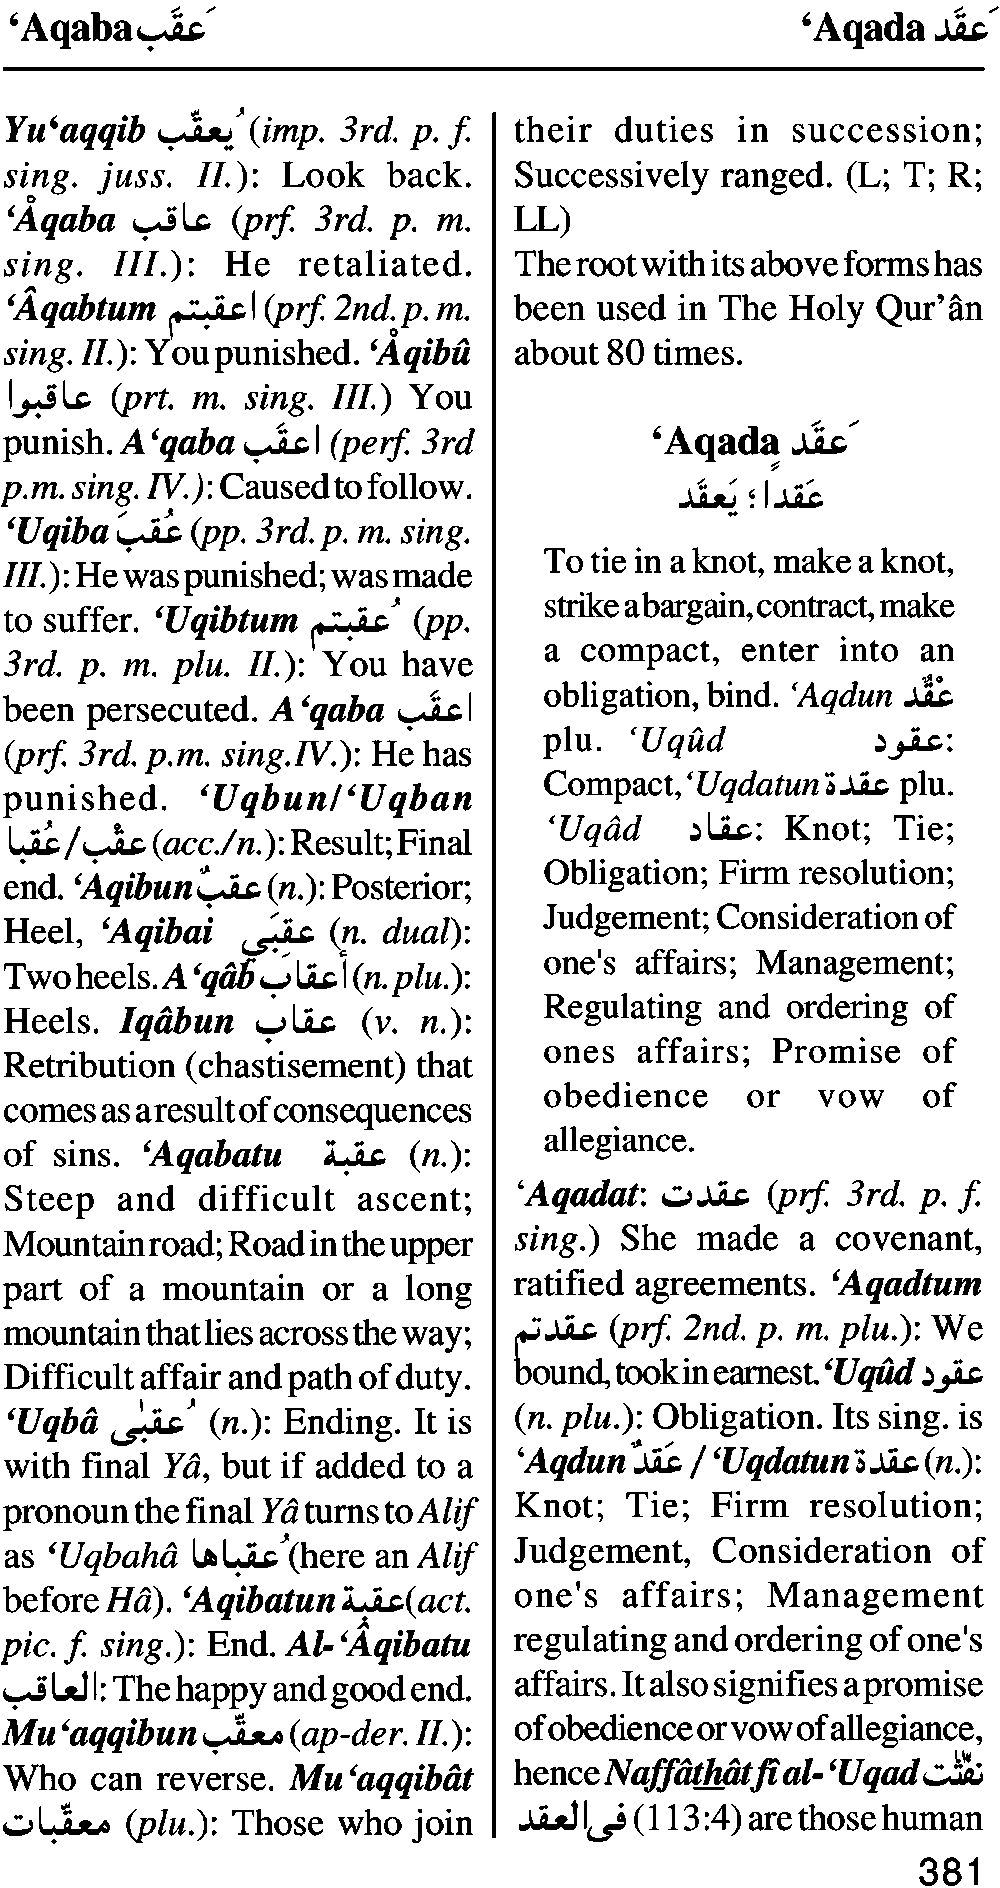 ‘Aqaba عَقَب
‘Aqada عَقَد
Yu‘aqqib يُعقّب (imp. 3rd. p. f.
sing. juss. II.): Look back.
‘Åqaba عاقب (prf. 3rd. p. m.
sing. III.): He retaliated.
‘Âqabtum اعقبتم (prf. 2nd. p. m.
sing. II.): You punished. ‘Åqibû
عاقبوا (prt. m. sing. III.) You
punish. A‘qaba اعقَب (perf. 3rd
p.m. sing. IV.): Caused to follow.
‘Uqiba عُقبَ (pp. 3rd. p. m. sing.
III.): He was punished; was made
to suffer. ‘Uqibtum عُقبتم (pp.
3rd. p. m. plu. II.): You have
been persecuted. A‘qaba اعقَب
(prf. 3rd. p.m. sing.IV.): He has
punished. ‘Uqbun/‘Uqban
عقْب/عُقبا (acc./n.): Result; Final
end. ‘Aqibun عقبٌ (n.): Posterior;
Heel, ‘Aqibai عقِبَي (n. dual):
Two heels. A‘qâb أعقاب (n. plu.):
Heels. Iqâbun عقاب (v. n.):
Retribution (chastisement) that
comes as a result of consequences
of sins. ‘Aqabatu عقبة (n.):
Steep and difficult ascent;
Mountain road; Road in the upper
part of a mountain or a long
mountain that lies across the way;
Difficult affair and path of duty.
‘Uqbâ عُقبٰى (n.): Ending. It is
with final Yâ, but if added to a
pronoun the final Yâ turns to Alif
as ‘Uqbahâ عُقباها (here an Alif
before Hâ). ‘Aqibatun عقبة (act.
pic. f. sing.): End. Al-‘Âqibatu
العاقب: The happy and good end.
Mu‘aqqibun معقّب (ap-der. II.):
Who can reverse. Mu‘aqqibât
معقّبات (plu.): Those who join
their duties in succession;
Successively ranged. (L; T; R;
LL)
The root with its above forms has
been used in The Holy Qur’ân
about 80 times.
‘Aqada عَقَد
عَقداً؛ يَعقَد
To tie in a knot, make a knot,
strike a bargain, contract, make
a compact, enter into an
obligation, bind. ‘Aqdun عقْدٌ
plu. ‘Uqûd عقود:
Compact, ‘Uqdatun عقدة plu.
‘Uqâd عقاد: Knot; Tie;
Obligation; Firm resolution;
Judgement; Consideration of
one's affairs; Management;
Regulating and ordering of
ones affairs; Promise of
obedience or vow of
allegiance.
‘Aqadat: عقدت (prf. 3rd. p. f.
sing.) She made a covenant,
ratified agreements. ‘Aqadtum
عقدتم (prf. 2nd. p. m. plu.): We
bound, took in earnest. ‘Uqûd عقود
(n. plu.): Obligation. Its sing. is
‘Aqdun عَقدٌ / ‘Uqdatun عقدة (n.):
Knot; Tie; Firm resolution;
Judgement, Consideration of
one's affairs; Management
regulating and ordering of one's
affairs. It also signifies a promise
of obedience or vow of allegiance,
hence Naffâthât fî al-‘Uqad نفّثٰت
فى العقد (113:4) are those human
381